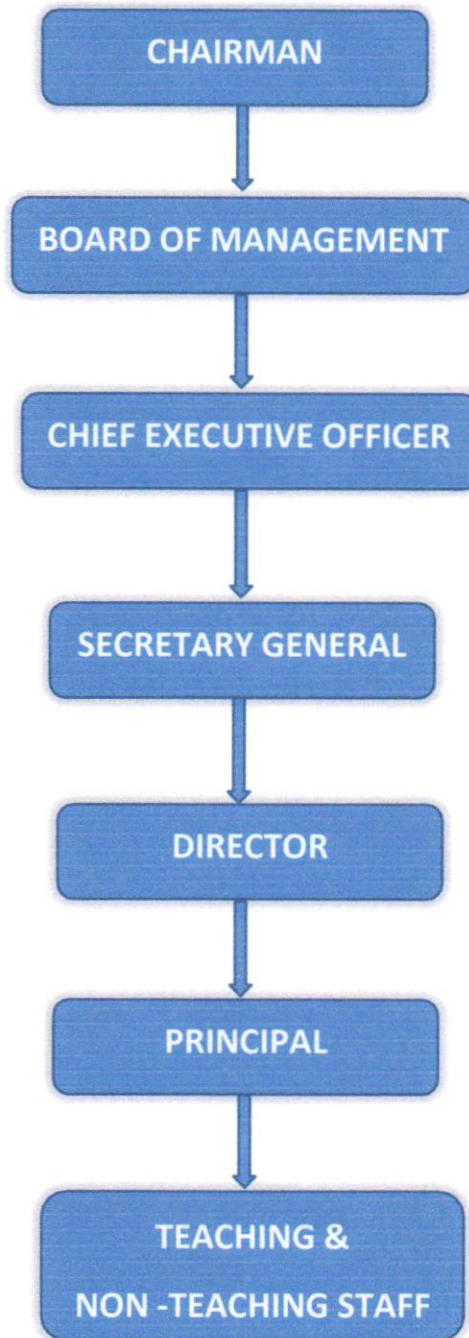 CHAIRMAN
BOARD OF MANAGEMENT
CHIEF EXECUTIVE OFFICER
SECRETARY GENERAL
DIRECTOR
PRINCIPAL
TEACHING &
NON -TEACHING STAFF